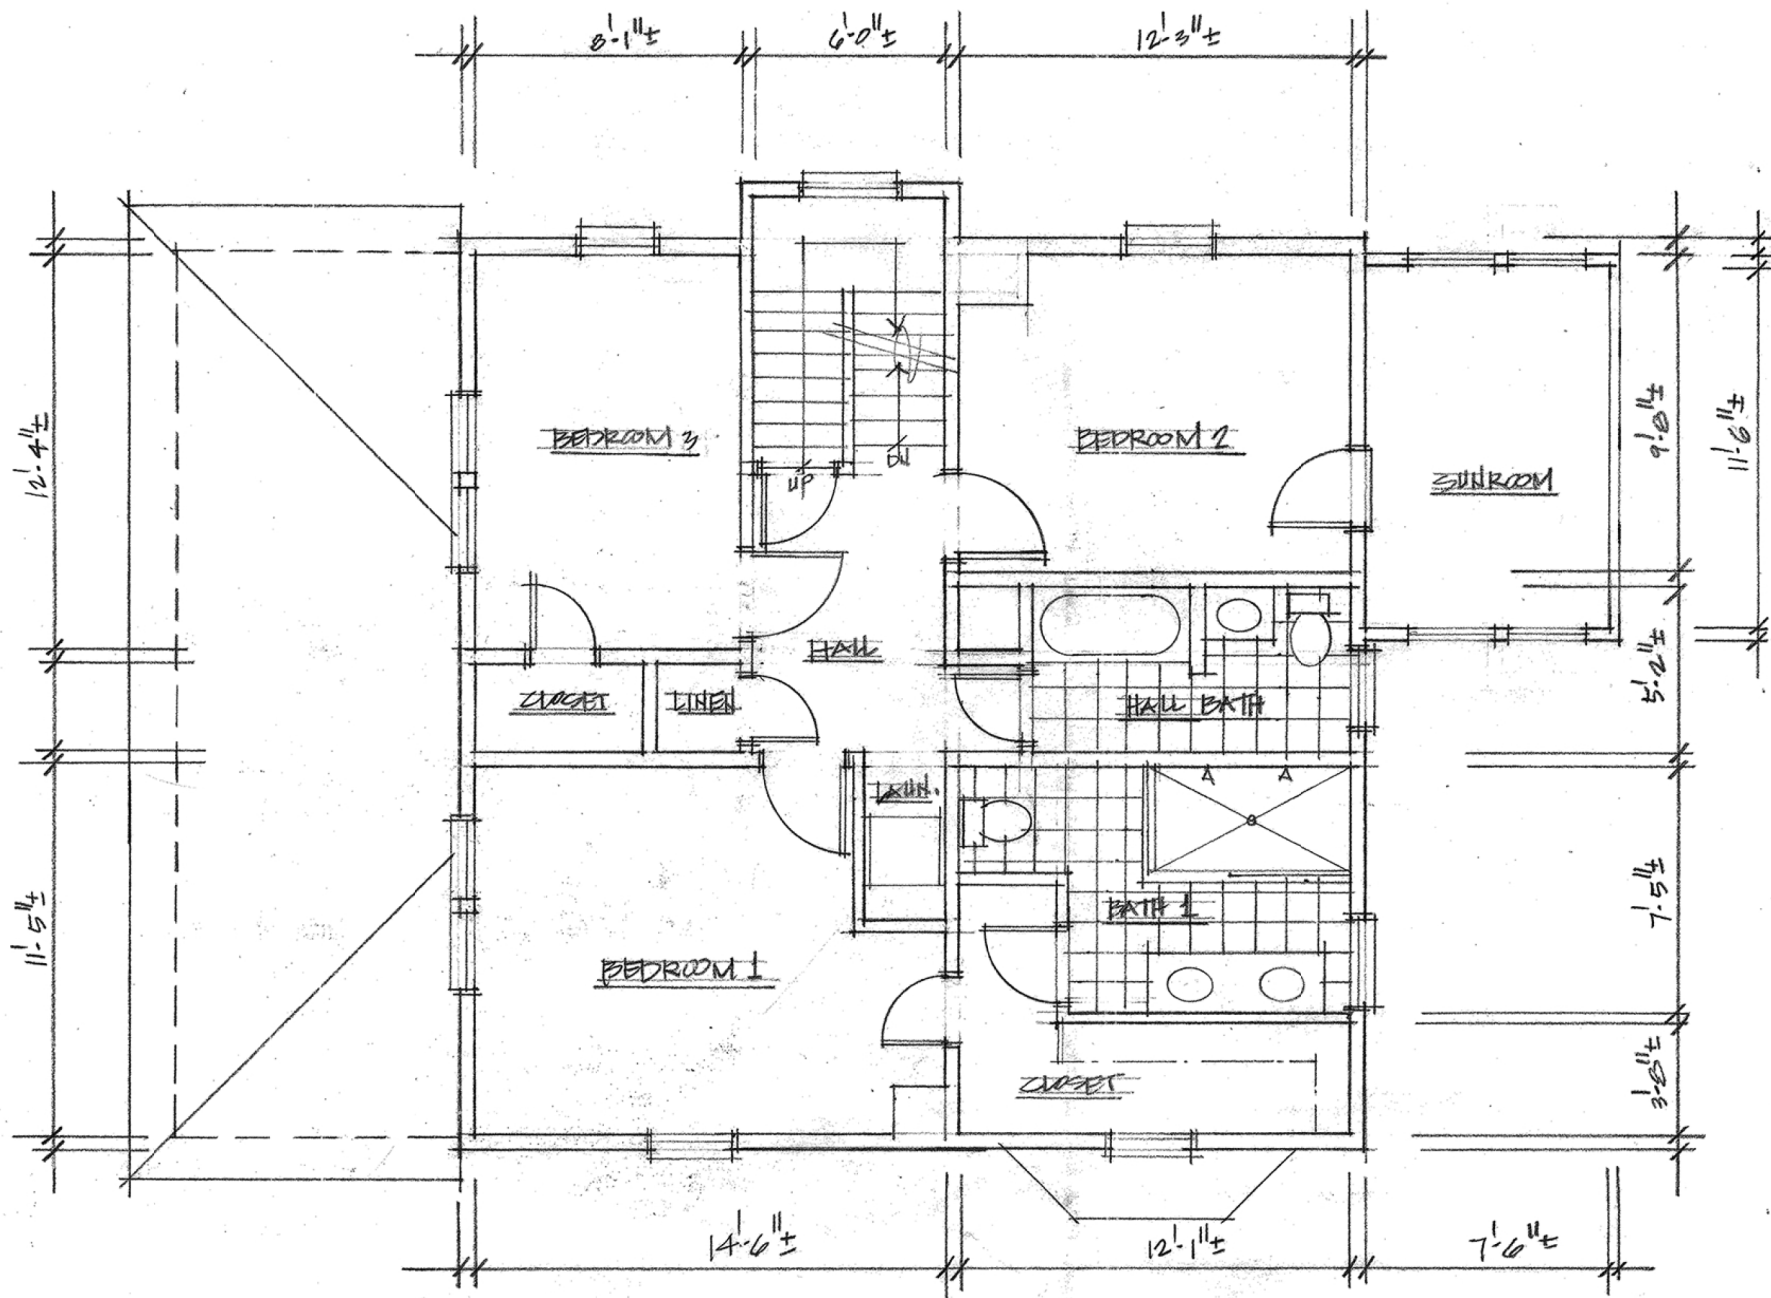 8'-1"±
6'-0"±
12'-3"±
12'-4"±
BEDROOM 3
UP
DN
BEDROOM 2
SUNROOM
9'-8"±
11'-6"±
HALL
CLOSET
LINEN
HALL BATH
5'-2"±
LAUN.
11'-5"±
BATH 1
7'-5"±
BEDROOM 1
CLOSET
3'-8"±
14'-6"±
12'-1"±
7'-6"±